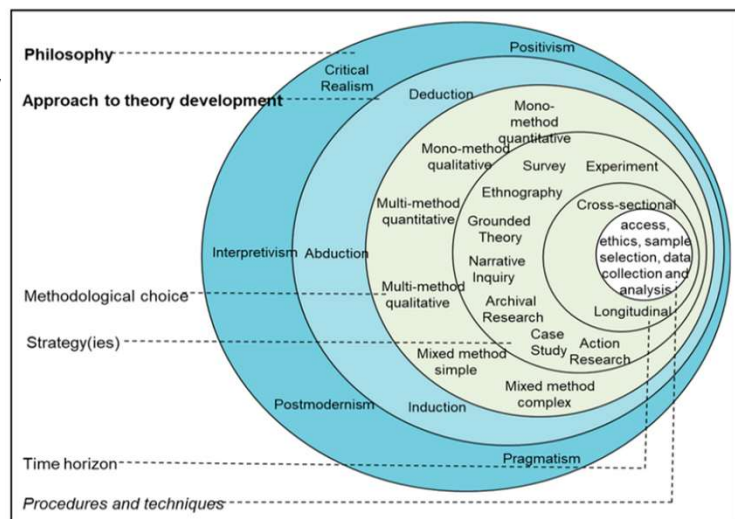 Philosophy
Positivism
Critical
Realism
Approach to theory development
Deduction
Mono-
method
quantitative
Mono-method
qualitative
Survey
Experiment
Ethnography
Multi-method
quantitative
Cross-sectional
Grounded
Theory
access,
ethics, sample
selection, data
collection and
analysis
Interpretivism
Abduction
Narrative
Inquiry
Methodological choice
Multi-method
qualitative
Archival
Research
Longitudinal
Strategy(ies)
Case
Study
Action
Research
Mixed method
simple
Mixed method
complex
Postmodernism
Induction
Pragmatism
Time horizon
Procedures and techniques